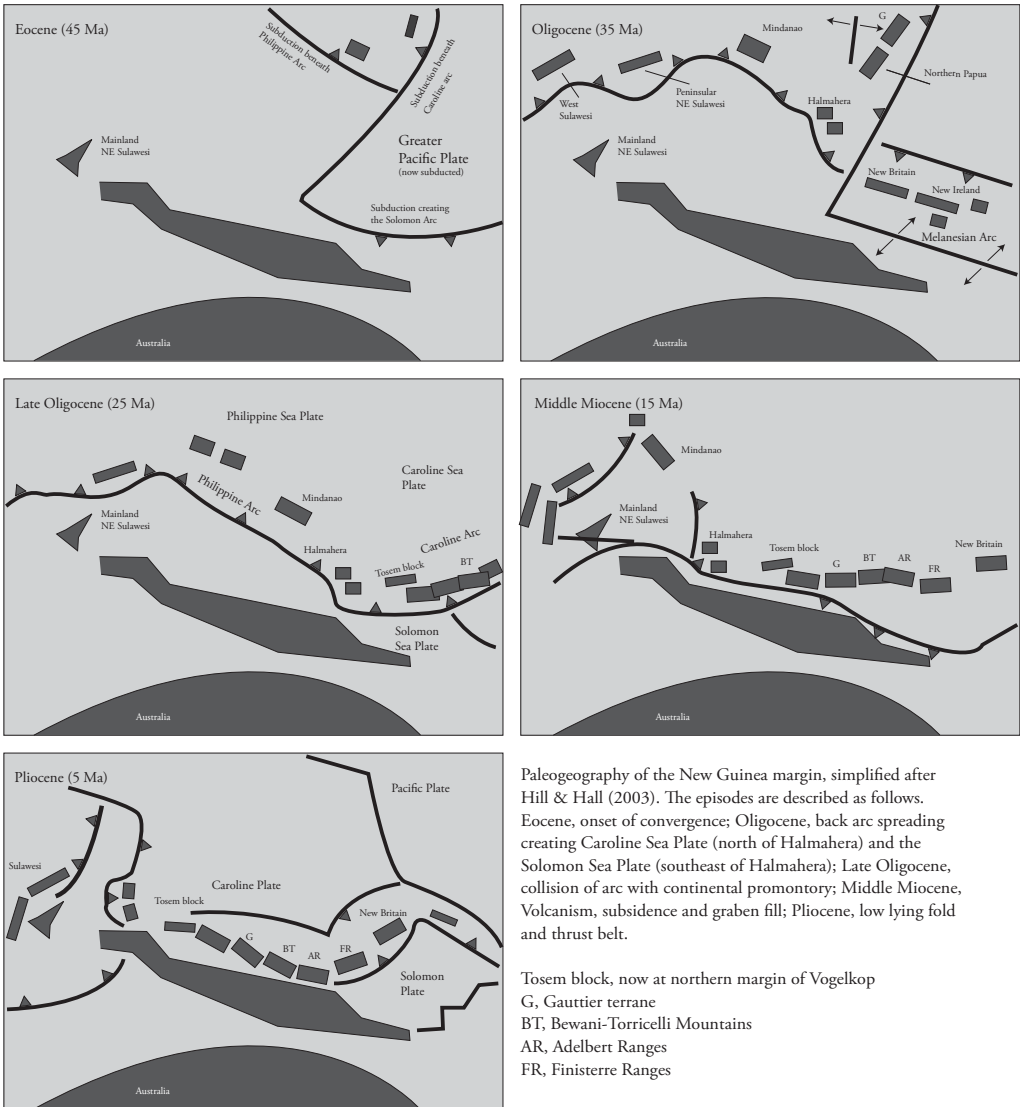 Eocene (45 Ma)
Subduction beneath
Philippine Arc
Subduction beneath
Caroline arc
Mainland
NE Sulawesi
Greater
Pacific Plate
(now subducted)
Subduction creating
the Solomon Arc
Australia
Oligocene (35 Ma)
Mindanao
G
Northern Papua
West
Sulawesi
Peninsular
NE Sulawesi
Halmahera
Mainland
NE Sulawesi
New Britain
New Ireland
Melanesian Arc
Australia
Late Oligocene (25 Ma)
Philippine Sea Plate
Caroline Sea
Plate
Philippine Arc
Mindanao
Mainland
NE Sulawesi
Halmahera
Caroline Arc
Tosem block
BT
Solomon
Sea Plate
Australia
Middle Miocene (15 Ma)
Mindanao
Mainland
NE Sulawesi
Halmahera
Tosem block
G
BT
AR
FR
New Britain
Australia
Pliocene (5 Ma)
Pacific Plate
Sulawesi
Caroline Plate
Tosem block
G
BT
AR
FR
New Britain
Solomon
Plate
Australia
Paleogeography of the New Guinea margin, simplified after
Hill & Hall (2003). The episodes are described as follows.
Eocene, onset of convergence; Oligocene, back arc spreading
creating Caroline Sea Plate (north of Halmahera) and the
Solomon Sea Plate (southeast of Halmahera); Late Oligocene,
collision of arc with continental promontory; Middle Miocene,
Volcanism, subsidence and graben fill; Pliocene, low lying fold
and thrust belt.
Tosem block, now at northern margin of Vogelkop
G, Gauttier terrane
BT, Bewani-Torricelli Mountains
AR, Adelbert Ranges
FR, Finisterre Ranges